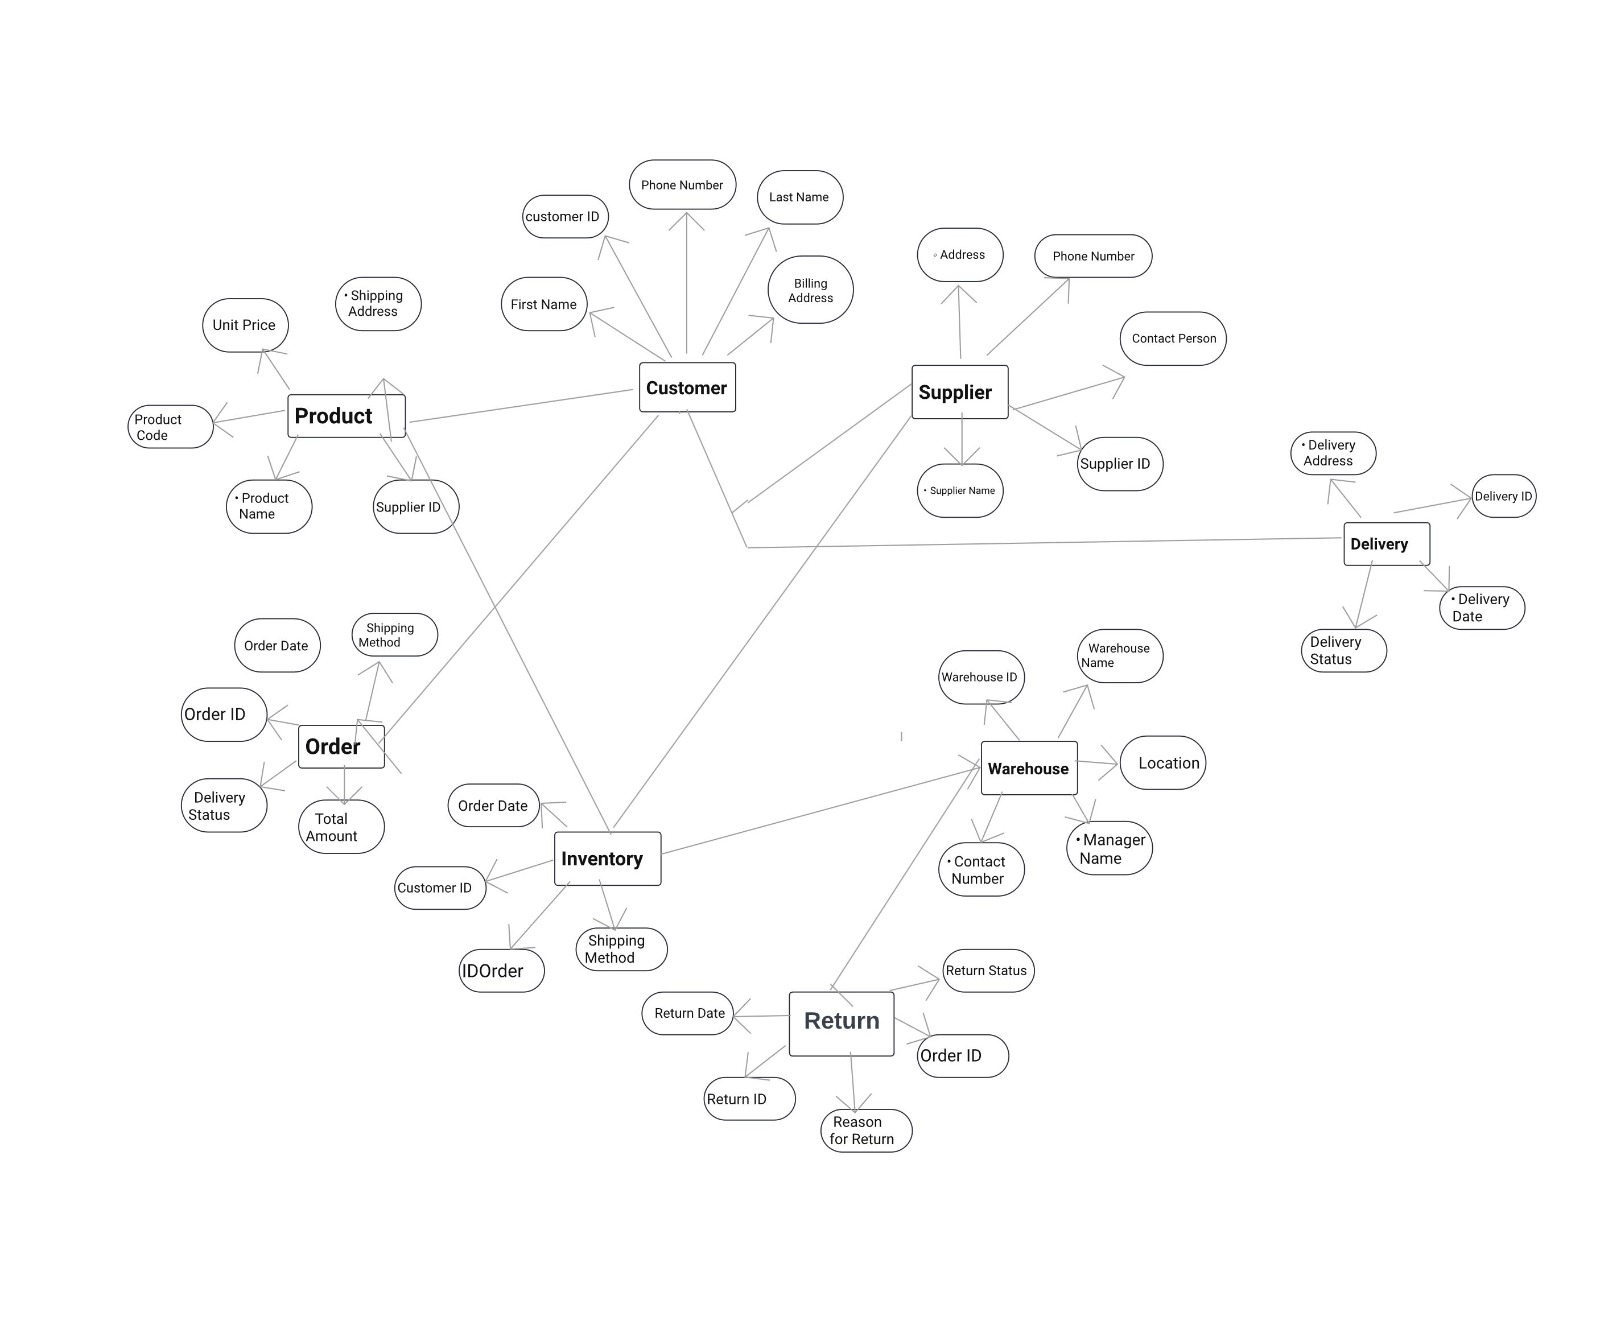 Phone Number
Last Name
customer ID
Billing
Address
First Name
• Shipping
Address
Unit Price
Product
Product
Code
• Product
Name
Supplier ID
Customer
◦ Address
Phone Number
Contact Person
Supplier
Supplier ID
• Supplier Name
• Delivery
Address
Delivery ID
Delivery
• Delivery
Date
Delivery
Status
Shipping
Method
Order Date
Order ID
Order
Delivery
Status
Total
Amount
Warehouse
Name
Warehouse ID
Warehouse
Location
• Manager
Name
• Contact
Number
Order Date
Inventory
Customer ID
IDOrder
Shipping
Method
Return Status
Return Date
Return
Order ID
Return ID
Reason
for Return